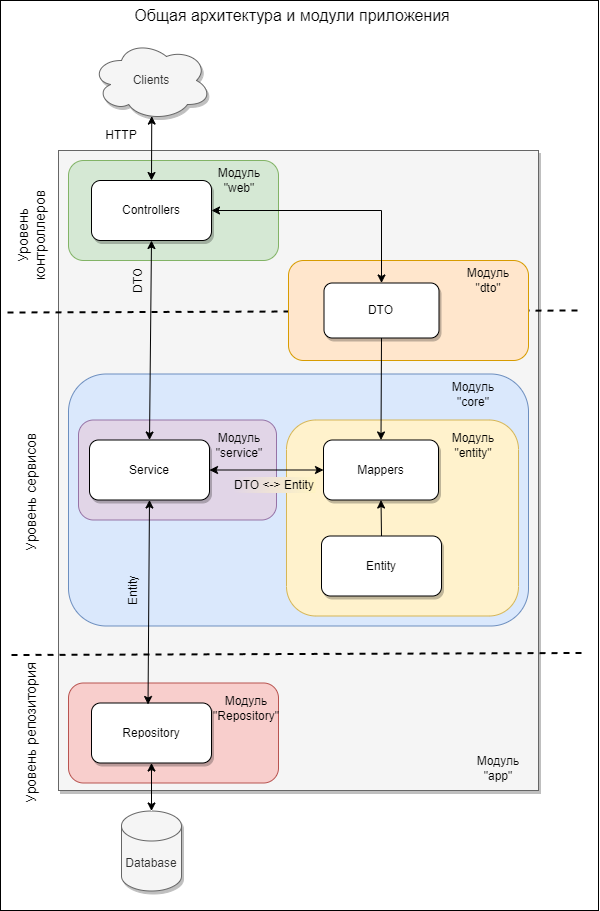 Общая архитектура и модули приложения
Clients
HTTP
Модуль
"web"
Controllers
Уровень
контроллеров
DTO
Модуль
"dto"
DTO
Модуль
"core"
Модуль
"service"
Модуль
"entity"
Service
Mappers
DTO <-> Entity
Уровень сервисов
Entity
Entity
Уровень репозитория
Модуль
"Repository"
Repository
Модуль
"app"
Database